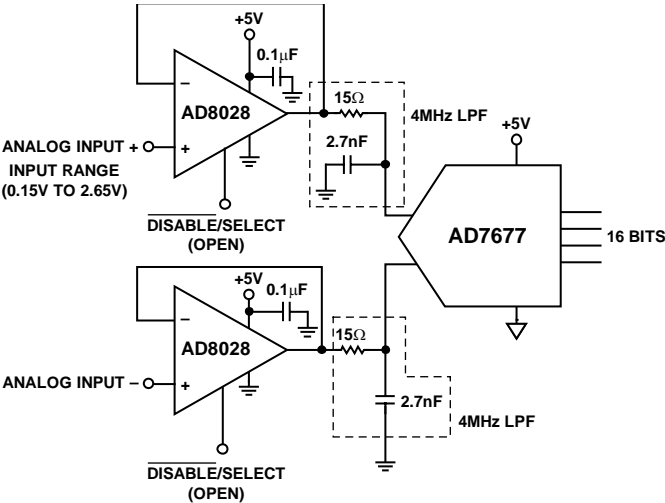 +5V
0.1µF
−
AD8028
15Ω
4MHz LPF
ANALOG INPUT +
+
INPUT RANGE
(0.15V TO 2.65V)
2.7nF
+5V
DISABLE/SELECT
(OPEN)
AD7677
16 BITS
+5V
0.1µF
−
AD8028
15Ω
ANALOG INPUT −
+
2.7nF
4MHz LPF
DISABLE/SELECT
(OPEN)